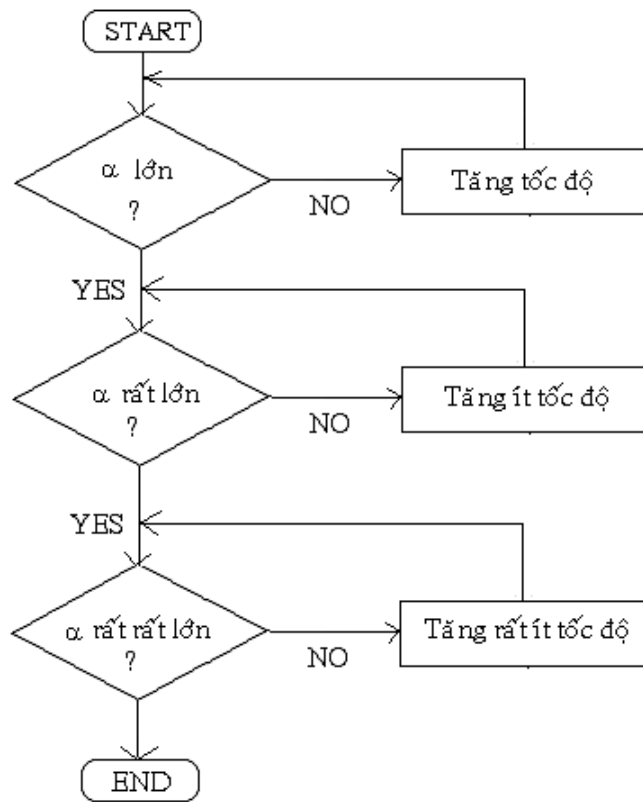 START
α lớn
?
NO
Tăng tốc độ
YES
α rất lớn
?
NO
Tăng ít tốc độ
YES
α rất rất lớn
?
NO
Tăng rất ít tốc độ
END